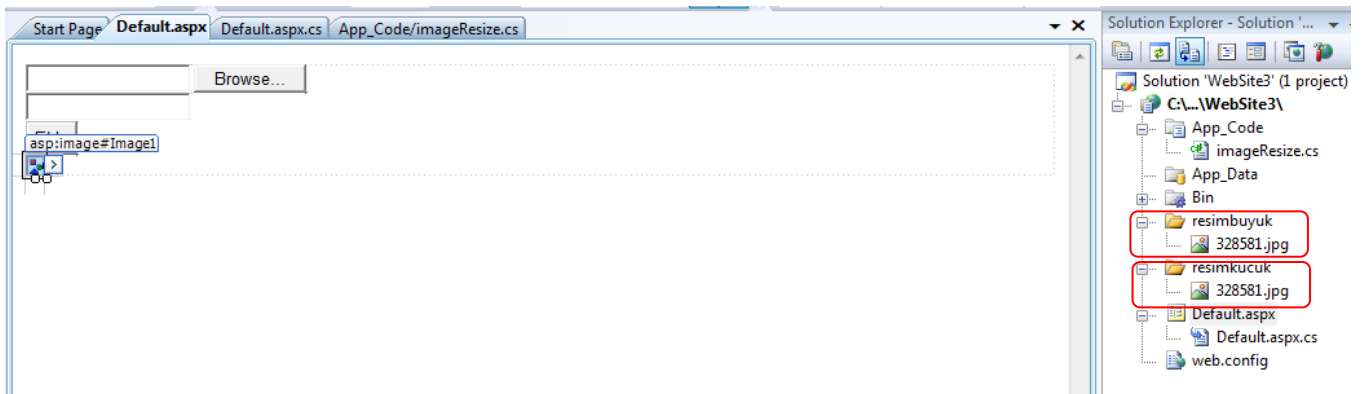 Start Page Default.aspx Default.aspx.cs App_Code/imageResize.cs
Browse...
asp:image#Image1
Solution Explorer - Solution '...
Solution 'WebSite3' (1 project)
C:\...\WebSite3\
App_Code
imageResize.cs
App_Data
Bin
resimbuyuk
328581.jpg
resimkucuk
328581.jpg
Default.aspx
Default.aspx.cs
web.config